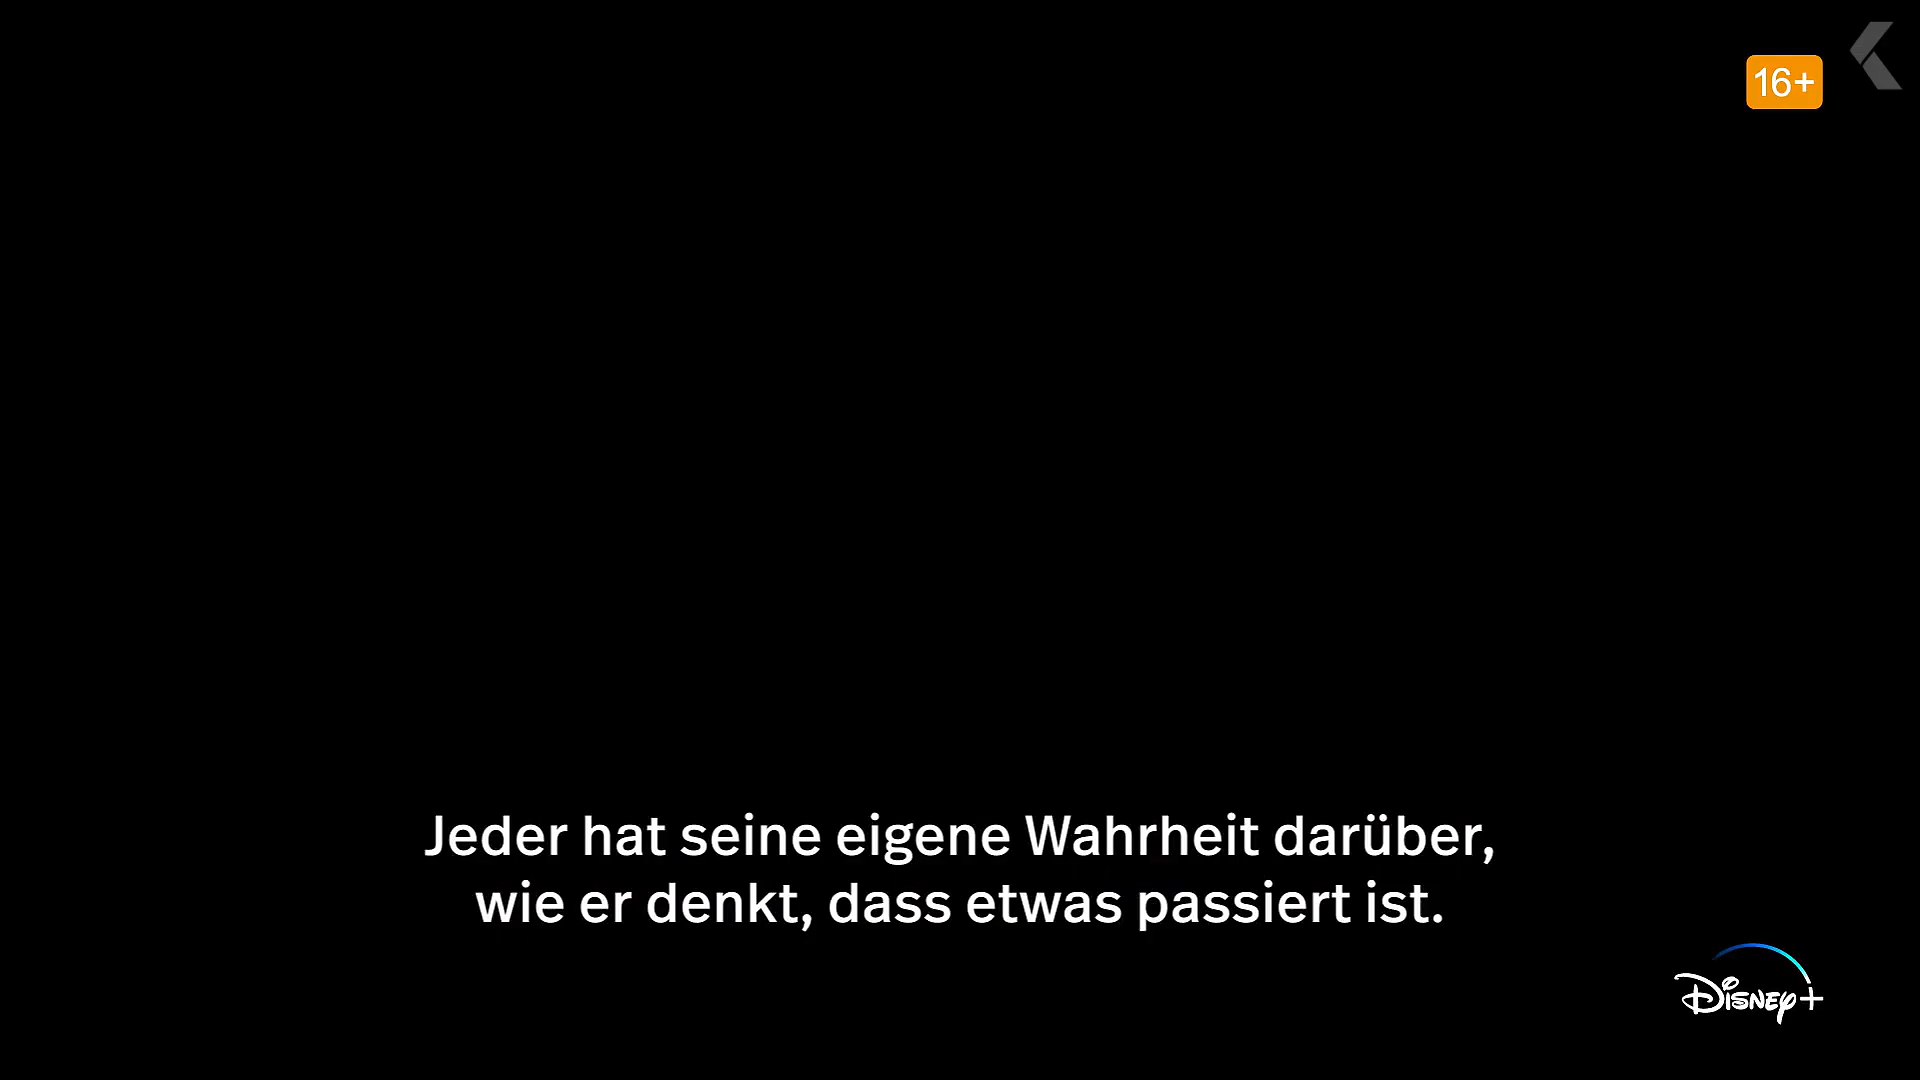 16+
Jeder hat seine eigene Wahrheit darüber,
wie er denkt, dass etwas passiert ist.
Disney+